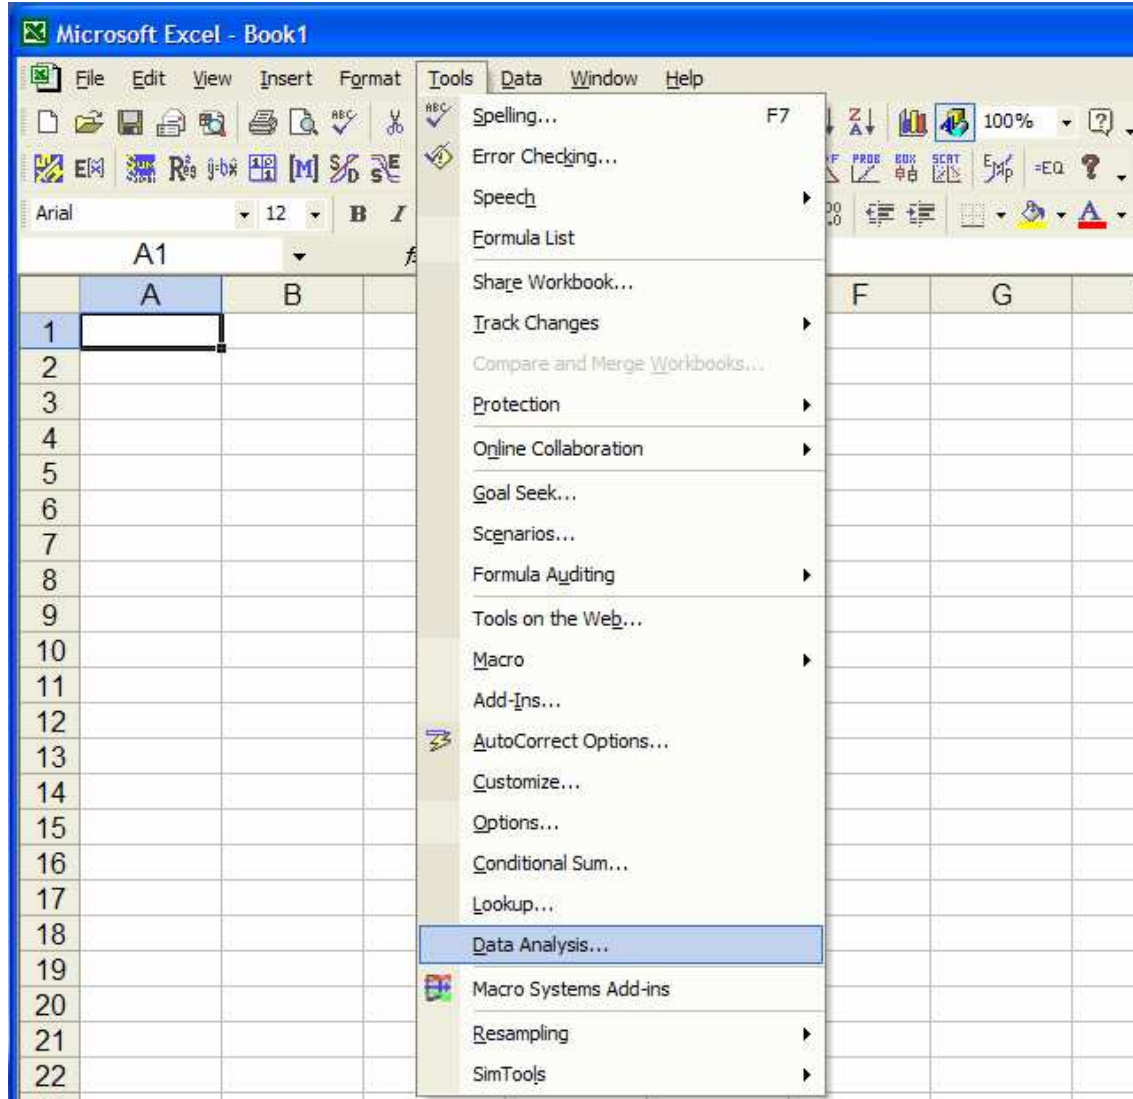 Microsoft Excel - Book1
File Edit View Insert Format Tools Data Window Help
100%
=EQ
Arial 12 B I
A1
A B F G
1
2
3
4
5
6
7
8
9
10
11
12
13
14
15
16
17
18
19
20
21
22
Spelling... F7
Error Checking...
Speech
Formula List
Share Workbook...
Track Changes
Compare and Merge Workbooks...
Protection
Online Collaboration
Goal Seek...
Scenarios...
Formula Auditing
Tools on the Web...
Macro
Add-Ins...
AutoCorrect Options...
Customize...
Options...
Conditional Sum...
Lookup...
Data Analysis...
Macro Systems Add-ins
Resampling
SimTools